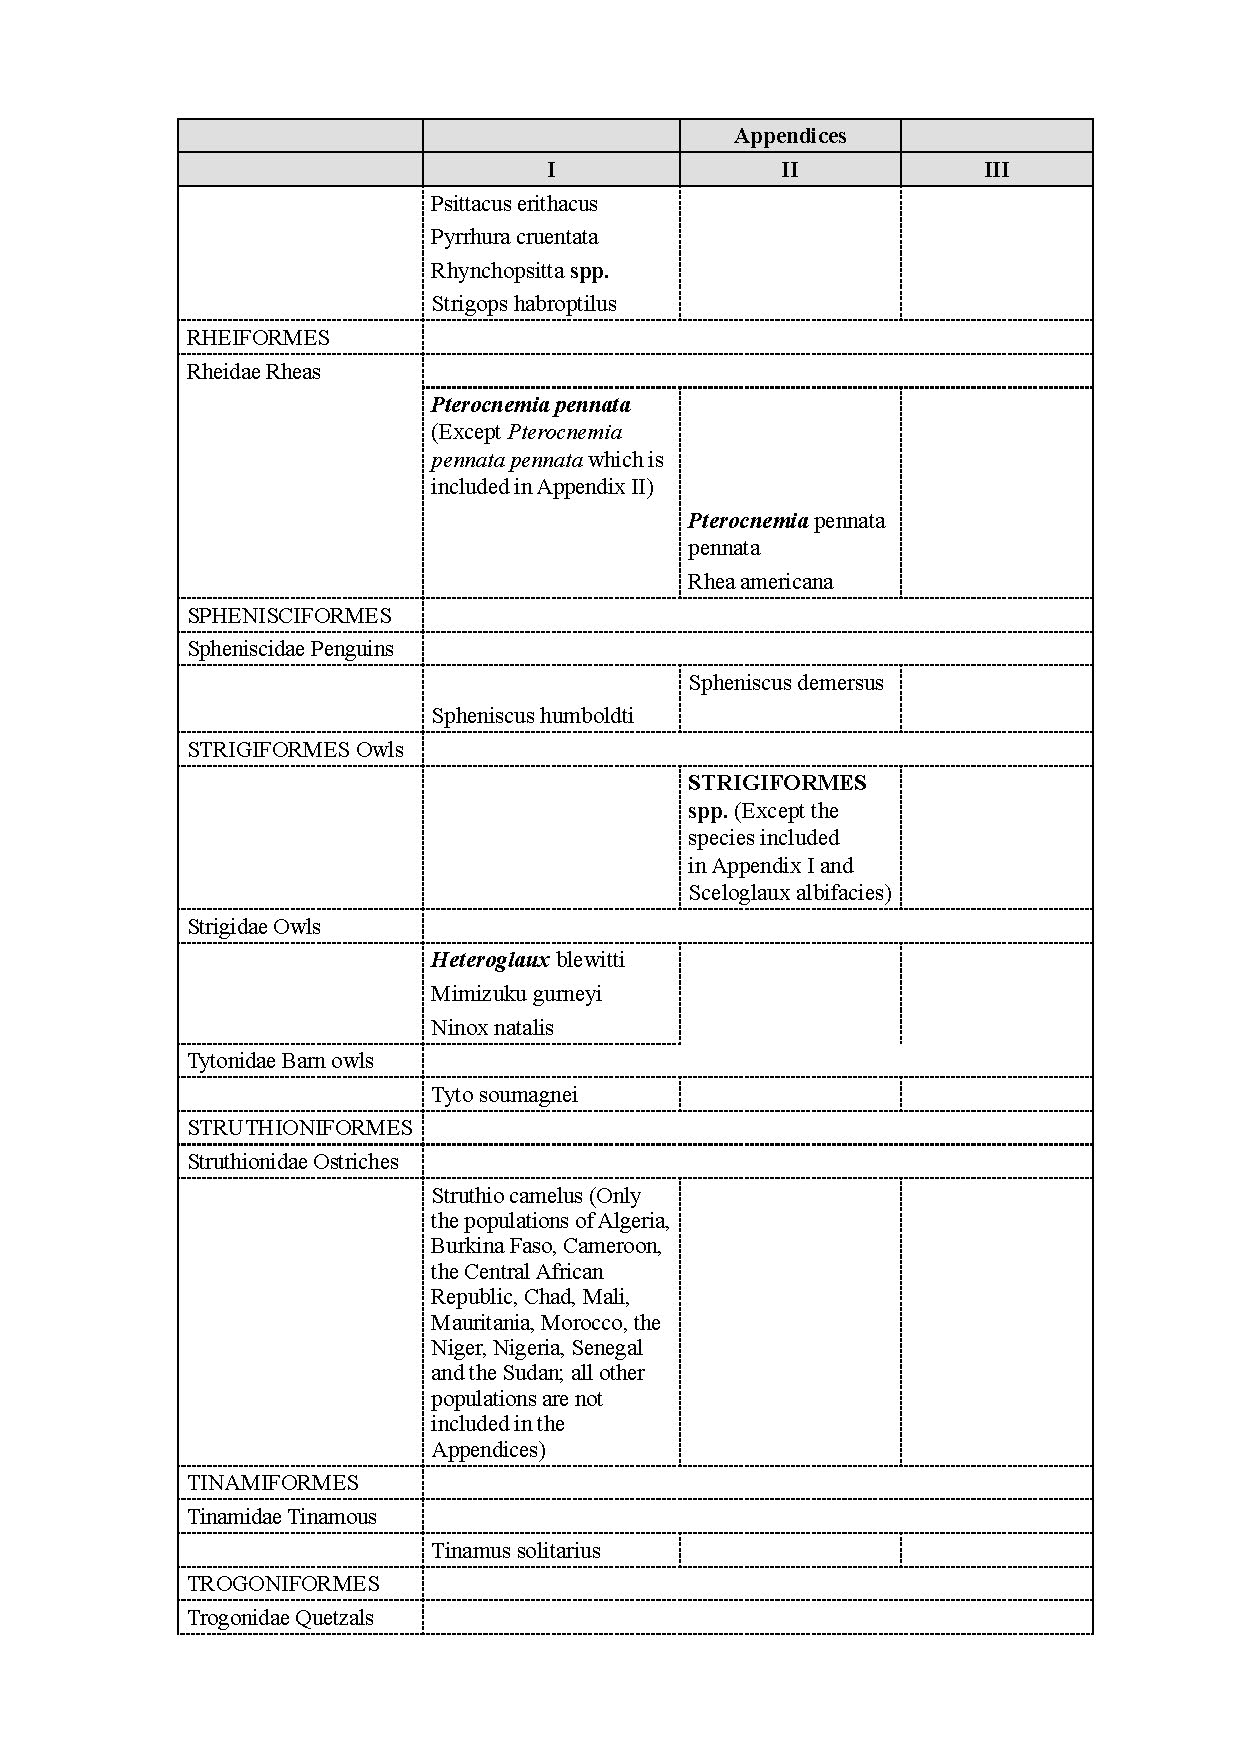 Appendices
I II III
Psittacus erithacus
Pyrrhura cruentata
Rhynchopsitta spp.
Strigops habroptilus
RHEIFORMES
Rheidae Rheas
Pterocnemia pennata
(Except Pterocnemia
pennata pennata which is
included in Appendix II)
Pterocnemia pennata
pennata
Rhea americana
SPHENISCIFORMES
Spheniscidae Penguins
Spheniscus demersus
Spheniscus humboldti
STRIGIFORMES Owls
STRIGIFORMES
spp. (Except the
species included
in Appendix I and
Sceloglaux albifacies)
Strigidae Owls
Heteroglaux blewitti
Mimizuku gurneyi
Ninox natalis
Tytonidae Barn owls
Tyto soumagnei
STRUTHIONIFORMES
Struthionidae Ostriches
Struthio camelus (Only
the populations of Algeria,
Burkina Faso, Cameroon,
the Central African
Republic, Chad, Mali,
Mauritania, Morocco, the
Niger, Nigeria, Senegal
and the Sudan; all other
populations are not
included in the
Appendices)
TINAMIFORMES
Tinamidae Tinamous
Tinamus solitarius
TROGONIFORMES
Trogonidae Quetzals